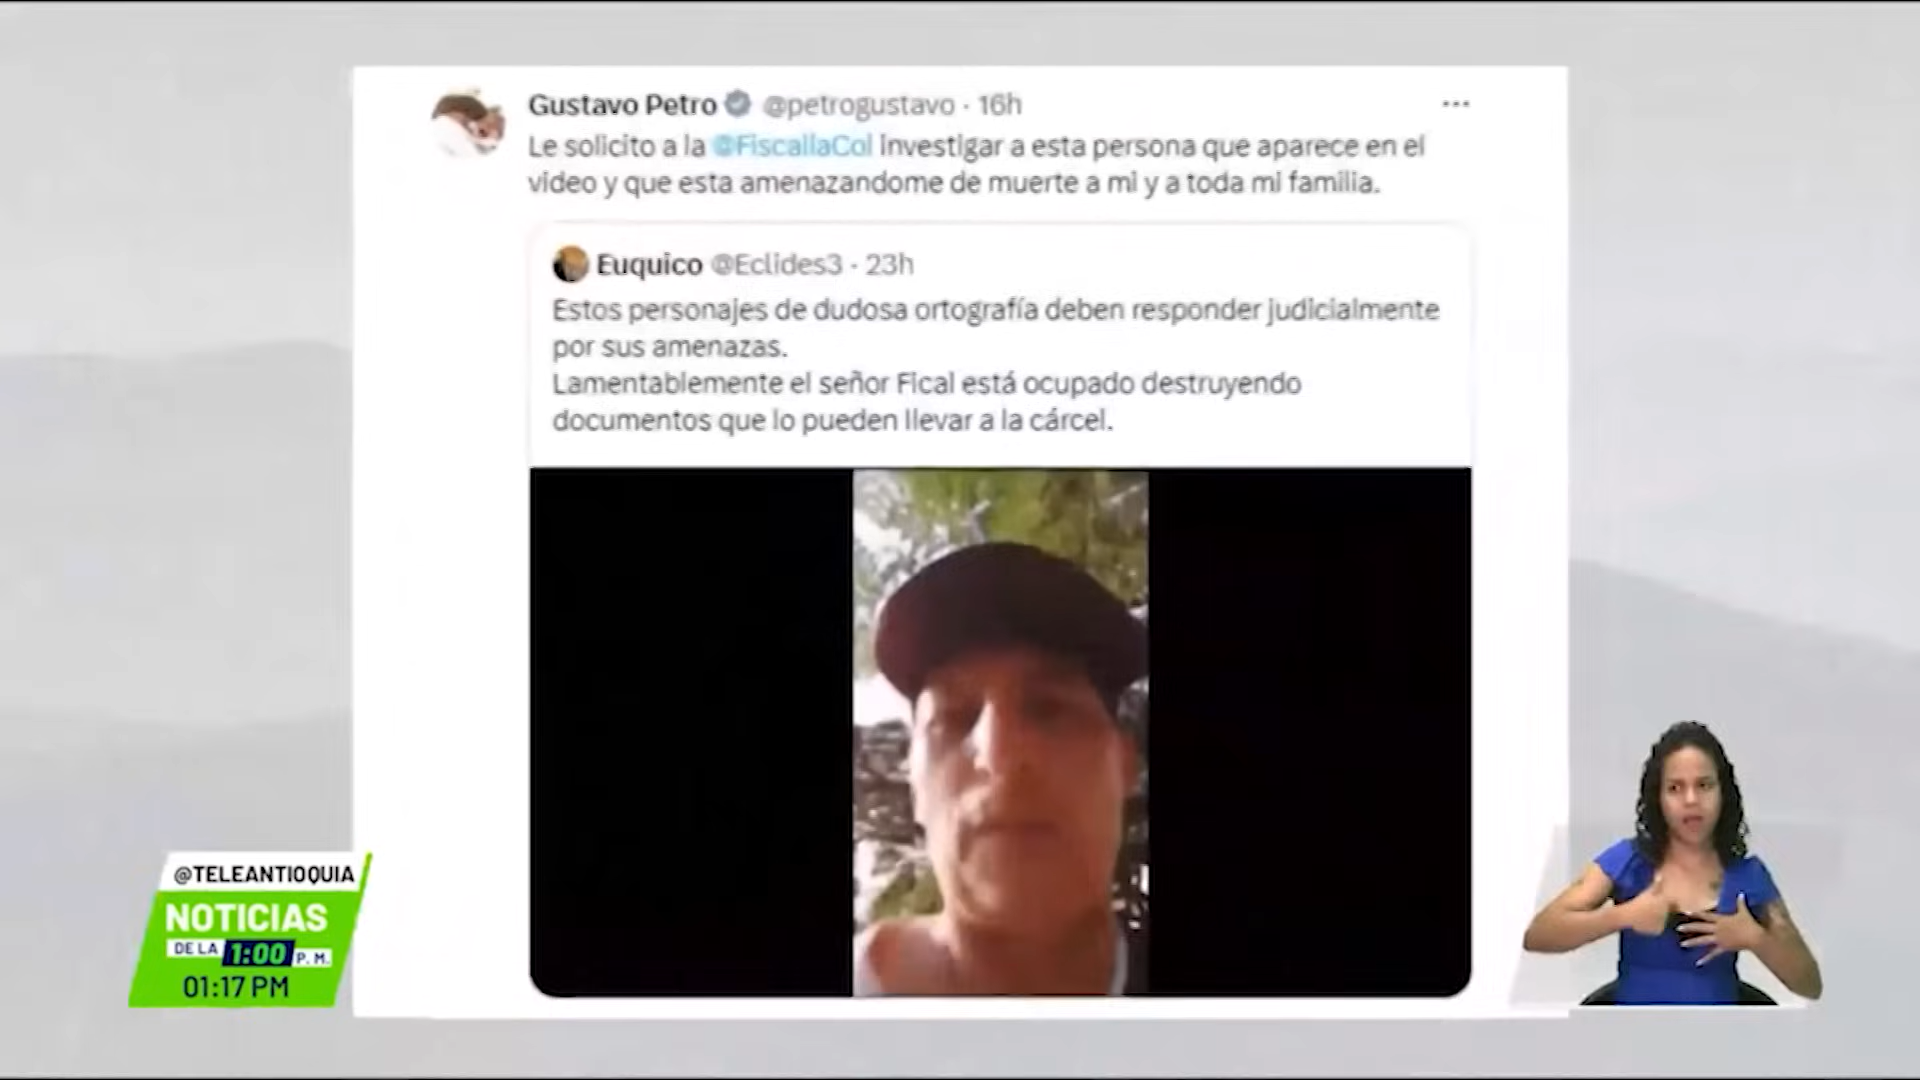 Gustavo Petro @petrogustavo · 16h
Le solicito a la @FiscaliaCol investigar a esta persona que aparece en el
video y que esta amenazandome de muerte a mi y a toda mi familia.
Euquico @Eclides3 · 23h
Estos personajes de dudosa ortografía deben responder judicialmente
por sus amenazas.
Lamentablemente el señor Fical está ocupado destruyendo
documentos que lo pueden llevar a la cárcel.
@TELEANTIOQUIA
NOTICIAS
DE LA 1:00 P. M.
01:17 PM